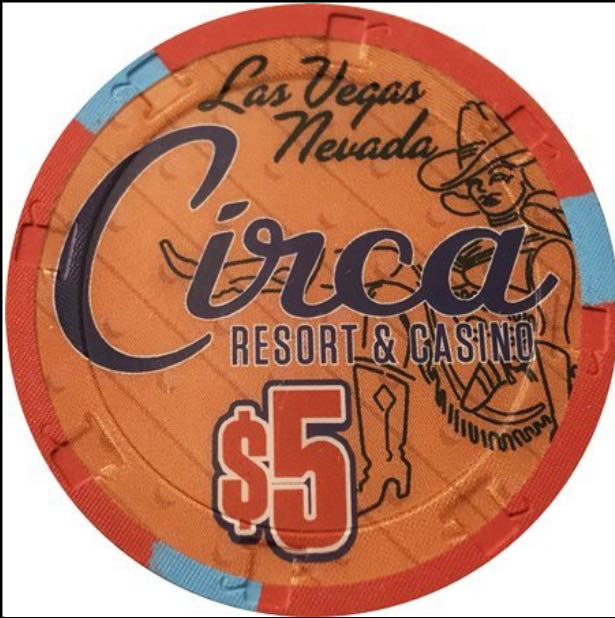 Las Vegas
Nevada
Circa
RESORT & CASINO
$5